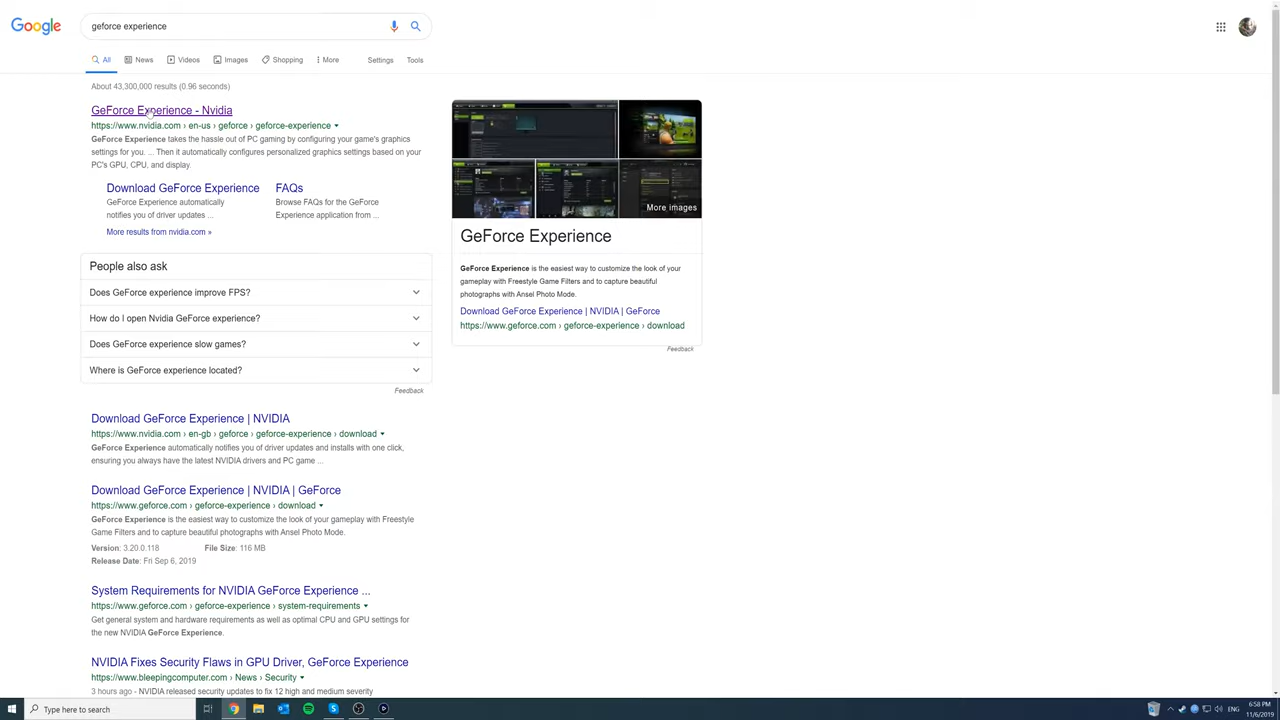 Google
geforce experience
All
News
Videos
Images
Shopping
More
Settings
Tools
About 43,300,000 results (0.96 seconds)
GeForce Experience - Nvidia
https://www.nvidia.com › en-us › geforce › geforce-experience
GeForce Experience takes the hassle out of PC gaming by configuring your game's graphics
settings for you. ... Then it automatically configures personalized graphics settings based on your
PC's GPU, CPU, and display.
Download GeForce Experience
GeForce Experience automatically
notifies you of driver updates ...
FAQs
Browse FAQs for the GeForce
Experience application from ...
More results from nvidia.com »
People also ask
Does GeForce experience improve FPS?
How do I open Nvidia GeForce experience?
Does GeForce experience slow games?
Where is GeForce experience located?
Feedback
Download GeForce Experience | NVIDIA
https://www.nvidia.com › en-gb › geforce › geforce-experience › download
GeForce Experience automatically notifies you of driver updates and installs with one click,
ensuring you always have the latest NVIDIA drivers and PC game ...
Download GeForce Experience | NVIDIA | GeForce
https://www.geforce.com › geforce-experience › download
GeForce Experience is the easiest way to customize the look of your gameplay with Freestyle
Game Filters and to capture beautiful photographs with Ansel Photo Mode.
Version: 3.20.0.118 File Size: 116 MB
Release Date: Fri Sep 6, 2019
System Requirements for NVIDIA GeForce Experience ...
https://www.geforce.com › geforce-experience › system-requirements
Get general system and hardware requirements as well as optimal CPU and GPU settings for
the new NVIDIA GeForce Experience.
NVIDIA Fixes Security Flaws in GPU Driver, GeForce Experience
https://www.bleepingcomputer.com › News › Security
3 hours ago - NVIDIA released security updates to fix 12 high and medium severity
More images
GeForce Experience
GeForce Experience is the easiest way to customize the look of your
gameplay with Freestyle Game Filters and to capture beautiful
photographs with Ansel Photo Mode.
Download GeForce Experience | NVIDIA | GeForce
https://www.geforce.com › geforce-experience › download
Feedback
Type here to search
ENG
6:58 PM
11/6/2019